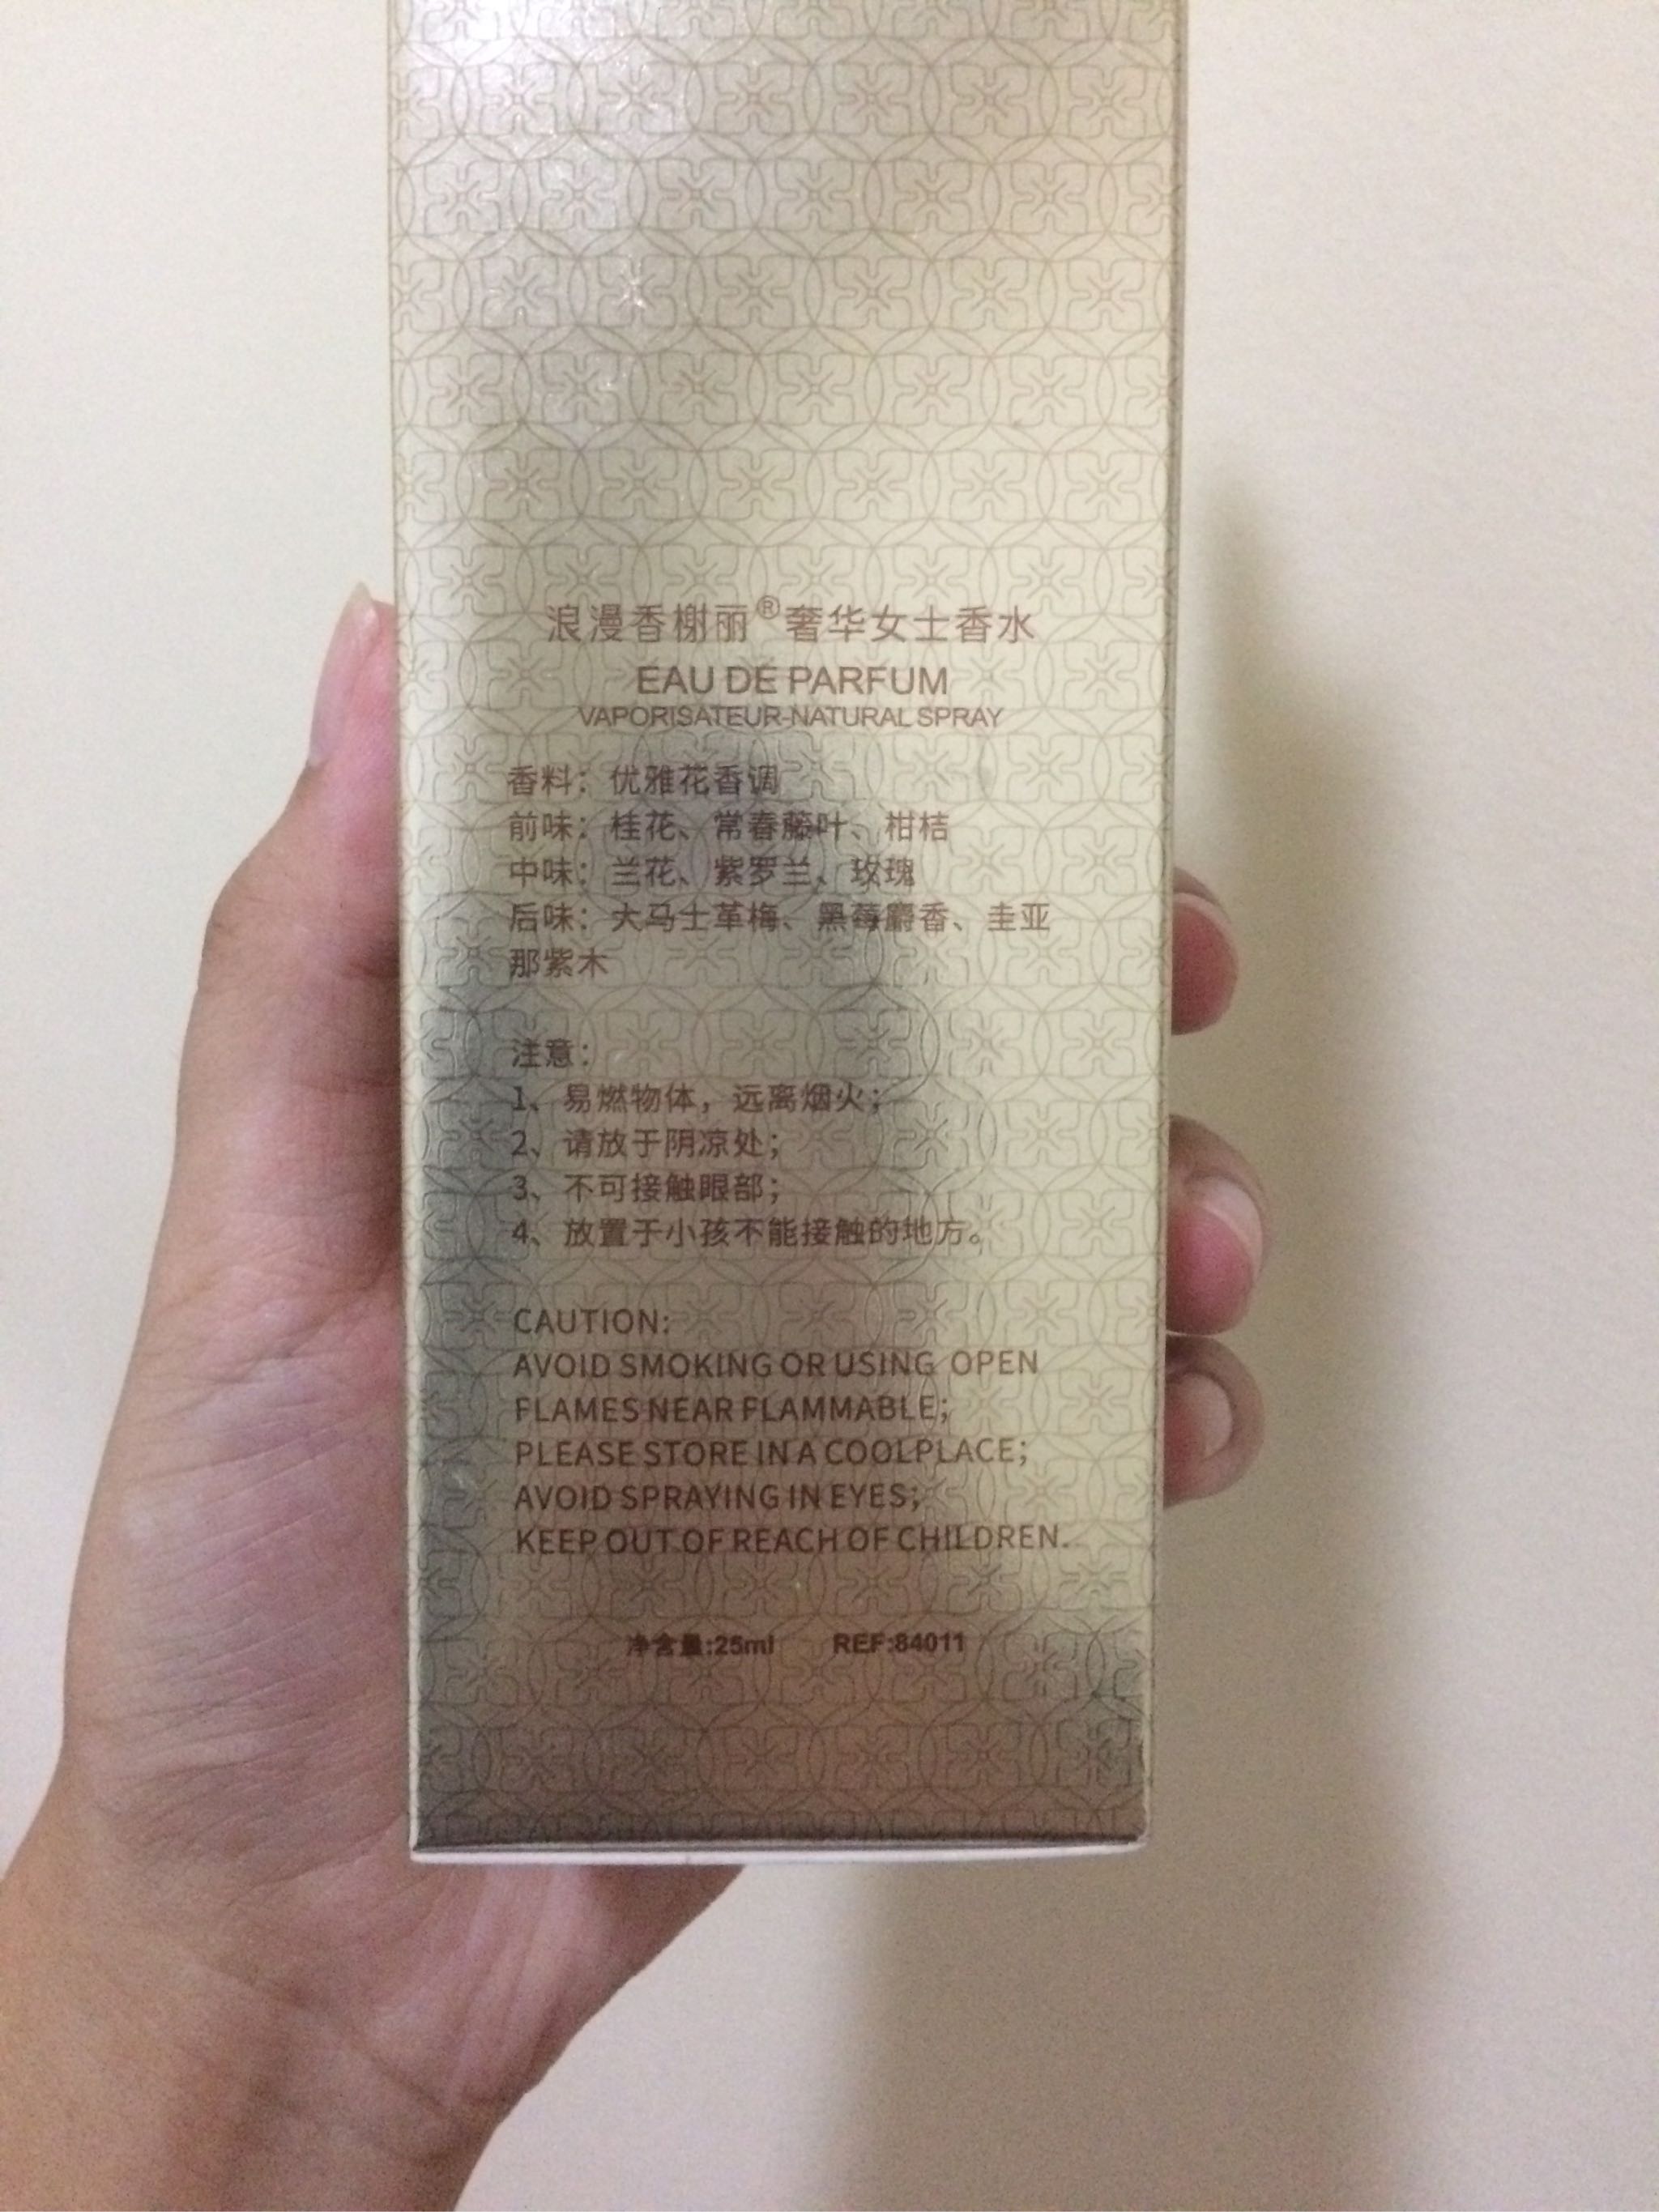 浪漫香榭丽®奢华女士香水
EAU DE PARFUM
VAPORISATEUR-NATURAL SPRAY
香料：优雅花香调
前味：桂花、常春藤叶、柑桔
中味：兰花、紫罗兰、玫瑰
后味：大马士革梅、黑莓麝香、圭亚
那紫木
注意：
1、易燃物体，远离烟火；
2、请放于阴凉处；
3、不可接触眼部；
4、放置于小孩不能接触的地方。
CAUTION:
AVOID SMOKING OR USING OPEN
FLAMES NEAR FLAMMABLE;
PLEASE STORE IN A COOLPLACE;
AVOID SPRAYING IN EYES;
KEEP OUT OF REACH OF CHILDREN.
净含量:25ml REF:84011